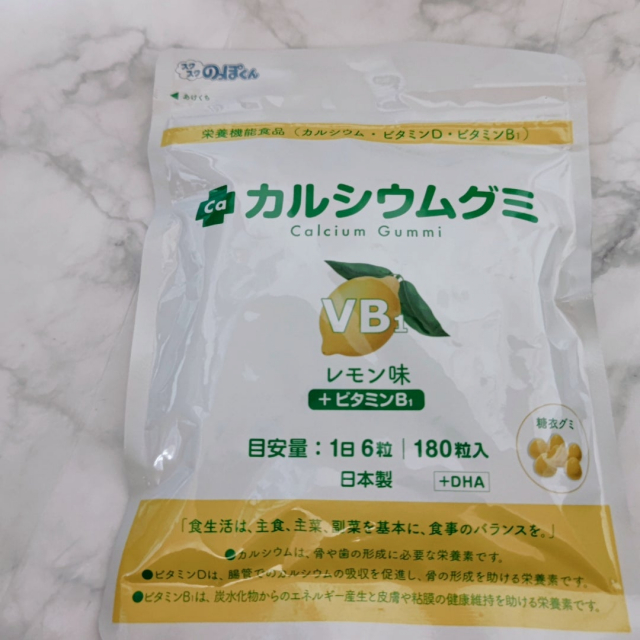 スクスク のっぽくん
◀ あけくち
栄養機能食品(カルシウム・ビタミンD・ビタミンB₁)
ca カルシウムグミ
Calcium Gummi
VB₁
レモン味
+ビタミンB₁
糖衣グミ
目安量:1日6粒|180粒入
日本製 +DHA
「食生活は、主食、主菜、副菜を基本に、食事のバランスを。」
●カルシウムは、骨や歯の形成に必要な栄養素です。
●ビタミンDは、腸管でのカルシウムの吸収を促進し、骨の形成を助ける栄養素です。
●ビタミンB₁は、炭水化物からのエネルギー産生と皮膚や粘膜の健康維持を助ける栄養素です。